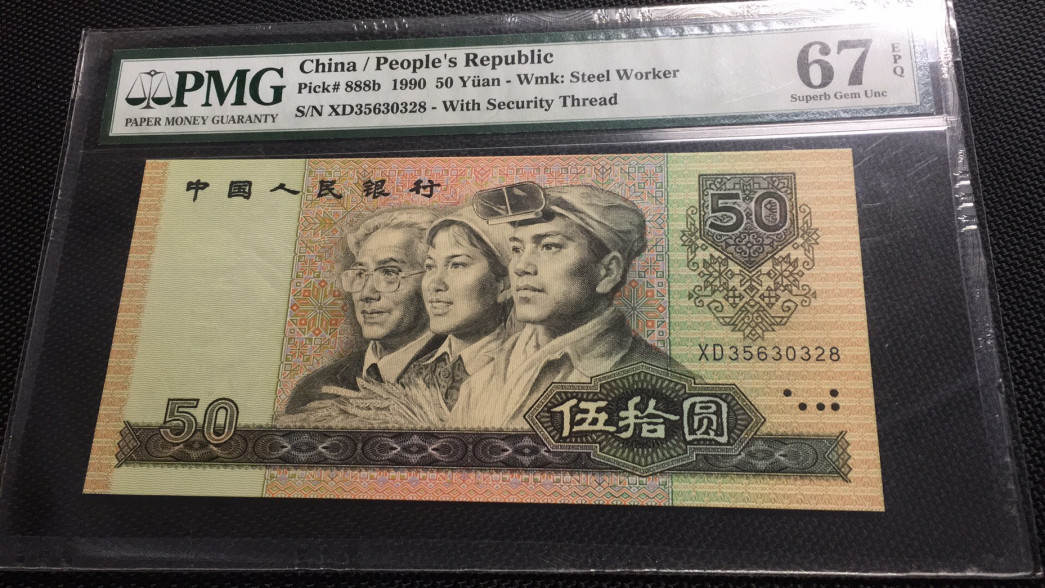 PMG
PAPER MONEY GUARANTY
China / People's Republic
Pick# 888b 1990 50 Yüan - Wmk: Steel Worker
S/N XD35630328 - With Security Thread
67
EPQ
Superb Gem Unc
中国人民银行
50
XD35630328
50
伍拾圆